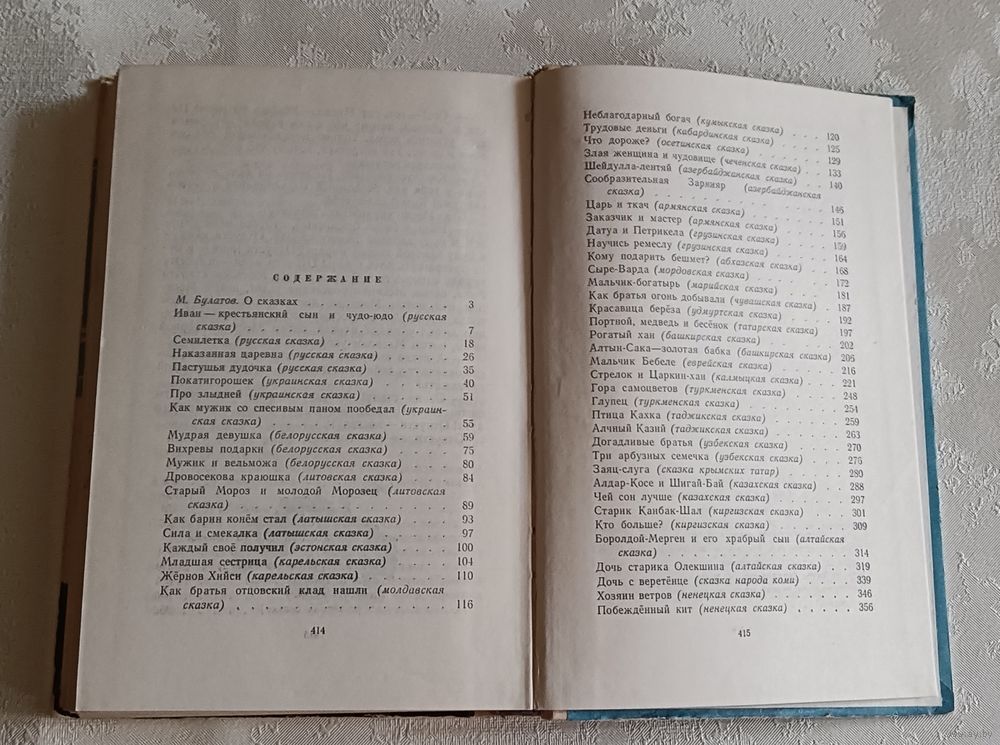 СОДЕРЖАНИЕ
М. Булатов. О сказках . . . . . . . . . . . 3
Иван — крестьянский сын и чудо-юдо (русская
сказка) . . . . . . . . . . . . . . . 7
Семилетка (русская сказка) . . . . . . . . . 18
Наказанная царевна (русская сказка) . . . . . . 26
Пастушья дудочка (русская сказка) . . . . . . . 35
Покатигорошек (украинская сказка) . . . . . . . 40
Про злыдней (украинская сказка) . . . . . . . . 51
Как мужик со спесивым паном пообедал (украин-
ская сказка) . . . . . . . . . . . . . 55
Мудрая девушка (белорусская сказка) . . . . . 59
Вихревы подарки (белорусская сказка) . . . . . 75
Мужик и вельможа (белорусская сказка) . . . . 80
Дровосекова краюшка (литовская сказка) . . . . 84
Старый Мороз и молодой Морозец (литовская
сказка) . . . . . . . . . . . . . . . 89
Как барин конём стал (латышская сказка) . . . . 93
Сила и смекалка (латышская сказка) . . . . . . 97
Каждый своё получил (эстонская сказка) . . . . 100
Младшая сестрица (карельская сказка) . . . . . 104
Жёрнов Хийси (карельская сказка) . . . . . . . 110
Как братья отцовский клад нашли (молдавская
сказка) . . . . . . . . . . . . . . . 116
414
Неблагодарный богач (кумыкская сказка) . . . 120
Трудовые деньги (кабардинская сказка) . . . . 125
Что дороже? (осетинская сказка) . . . . . . . 129
Злая женщина и чудовище (чеченская сказка) . . . 133
Шейдулла-лентяй (азербайджанская сказка) . . . 140
Сообразительная Зарнияр (азербайджанская
сказка) . . . . . . . . . . . . . . . 146
Царь и ткач (армянская сказка) . . . . . . . 151
Заказчик и мастер (армянская сказка) . . . . . 156
Датуа и Петрикела (грузинская сказка) . . . . . 159
Научись ремеслу (грузинская сказка) . . . . . 164
Кому подарить бешмет? (абхазская сказка) . . . 168
Сыре-Варда (мордовская сказка) . . . . . . . 172
Мальчик-богатырь (марийская сказка) . . . . . 181
Как братья огонь добывали (чувашская сказка) . . 187
Красавица берёза (удмуртская сказка) . . . . . 192
Портной, медведь и бесёнок (татарская сказка) . . 197
Рогатый хан (башкирская сказка) . . . . . . . 202
Алтын-Сака—золотая бабка (башкирская сказка) . 206
Мальчик Бебеле (еврейская сказка) . . . . . . 216
Стрелок и Царкин-хан (калмыцкая сказка) . . . 221
Гора самоцветов (туркменская сказка) . . . . . 248
Глупец (туркменская сказка) . . . . . . . . 254
Птица Кахка (таджикская сказка) . . . . . . . 259
Алчный Казий (таджикская сказка) . . . . . . 263
Догадливые братья (узбекская сказка) . . . . . 270
Три арбузных семечка (узбекская сказка) . . . . 276
Заяц-слуга (сказка крымских татар) . . . . . . 280
Алдар-Косе и Шигай-Бай (казахская сказка) . . . 288
Чей сон лучше (казахская сказка) . . . . . . 297
Старик Канбак-Шал (киргизская сказка) . . . . 301
Кто больше? (киргизская сказка) . . . . . . . 309
Боролдой-Мерген и его храбрый сын (алтайская
сказка) . . . . . . . . . . . . . . . 314
Дочь старика Олекшина (алтайская сказка) . . . 319
Дочь с веретёнце (сказка народа коми) . . . . . 339
Хозяин ветров (ненецкая сказка) . . . . . . . 346
Побеждённый кит (ненецкая сказка) . . . . . 356
415